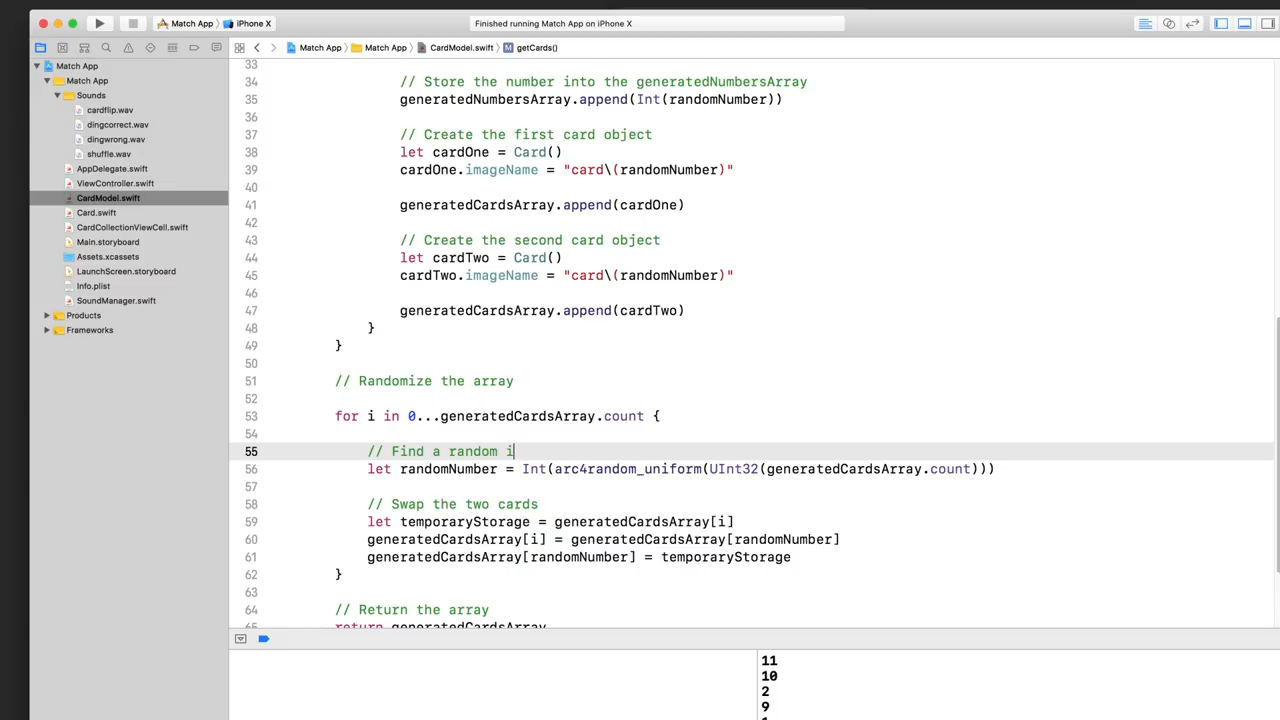 Match App
iPhone X
Finished running Match App on iPhone X
Match App
Match App
CardModel.swift
getCards()
Match App
Match App
Sounds
cardflip.wav
dingcorrect.wav
dingwrong.wav
shuffle.wav
AppDelegate.swift
ViewController.swift
CardModel.swift
Card.swift
CardCollectionViewCell.swift
Main.storyboard
Assets.xcassets
LaunchScreen.storyboard
Info.plist
SoundManager.swift
Products
Frameworks
33
34 // Store the number into the generatedNumbersArray
35 generatedNumbersArray.append(Int(randomNumber))
36
37 // Create the first card object
38 let cardOne = Card()
39 cardOne.imageName = "card\(randomNumber)"
40
41 generatedCardsArray.append(cardOne)
42
43 // Create the second card object
44 let cardTwo = Card()
45 cardTwo.imageName = "card\(randomNumber)"
46
47 generatedCardsArray.append(cardTwo)
48 }
49 }
50
51 // Randomize the array
52
53 for i in 0...generatedCardsArray.count {
54
55 // Find a random i
56 let randomNumber = Int(arc4random_uniform(UInt32(generatedCardsArray.count)))
57
58 // Swap the two cards
59 let temporaryStorage = generatedCardsArray[i]
60 generatedCardsArray[i] = generatedCardsArray[randomNumber]
61 generatedCardsArray[randomNumber] = temporaryStorage
62 }
63
64 // Return the array
65 return generatedCardsArray
11
10
2
9